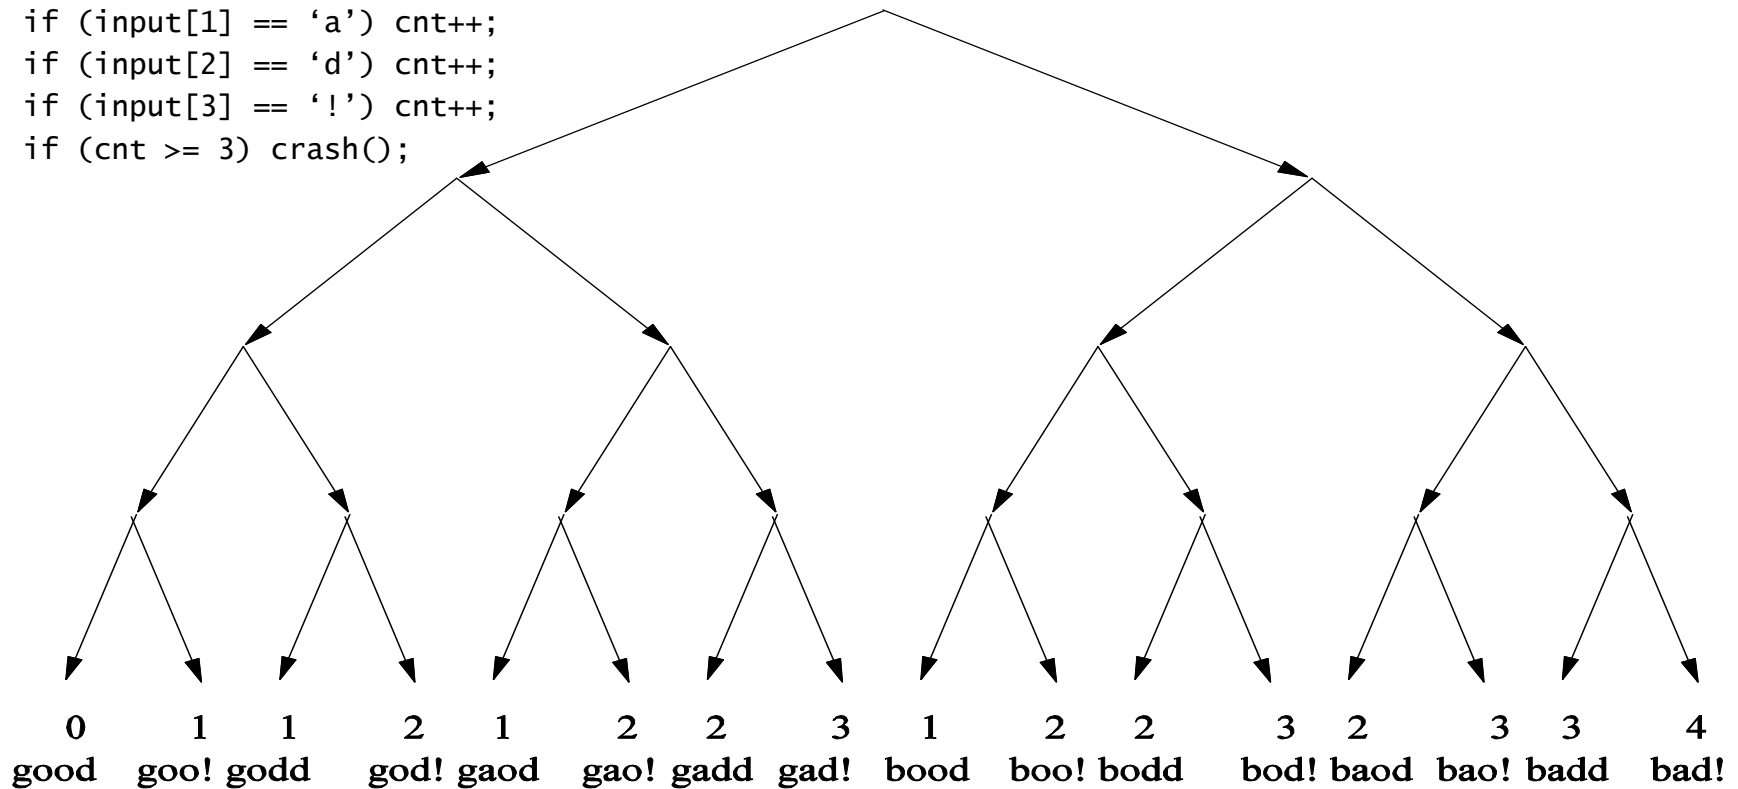 if (input[1] == ‘a’) cnt++;
if (input[2] == ‘d’) cnt++;
if (input[3] == ‘!’) cnt++;
if (cnt >= 3) crash();
0 1 1 2 1 2 2 3 1 2 2 3 2 3 3 4
good goo! godd god! gaod gao! gadd gad! bood boo! bodd bod! baod bao! badd bad!